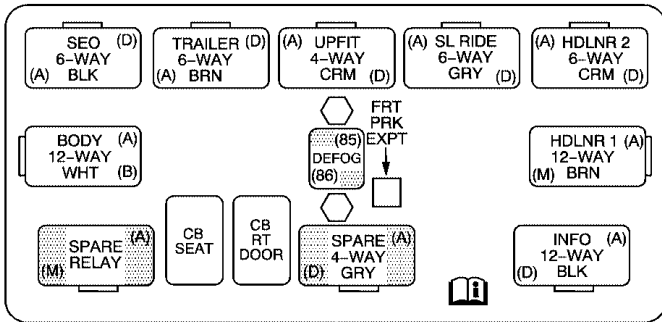 SEO (D)
6-WAY
(A) BLK
TRAILER (D)
6-WAY
(A) BRN
(A) UPFIT
4-WAY
CRM (D)
(A) SL RIDE
6-WAY
GRY (D)
(A) HDLNR 2
6-WAY
CRM (D)
BODY (A)
12-WAY
WHT (B)
(85)
DEFOG
(86)
FRT
PRK
EXPT
HDLNR 1 (A)
12-WAY
(M) BRN
SPARE (A)
(M) RELAY
CB
SEAT
CB
RT
DOOR
SPARE (A)
4-WAY
(D) GRY
i
INFO (A)
12-WAY
(D) BLK